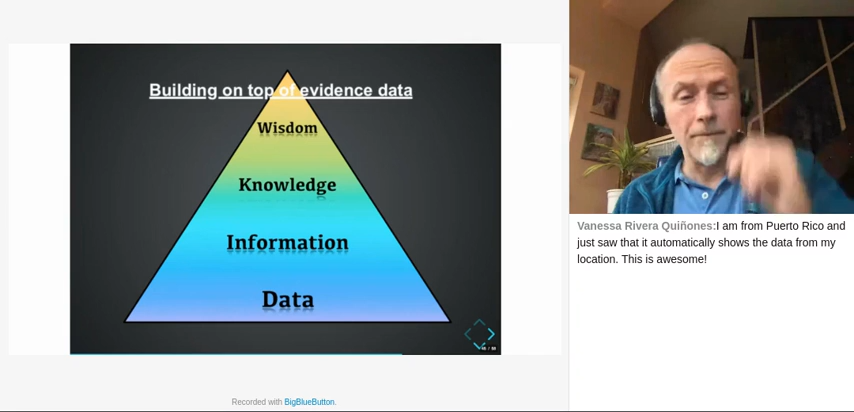 Building on top of evidence data
Wisdom
Knowledge
Information
Data
Recorded with BigBlueButton.
Vanessa Rivera Quiñones:I am from Puerto Rico and
just saw that it automatically shows the data from my
location. This is awesome!